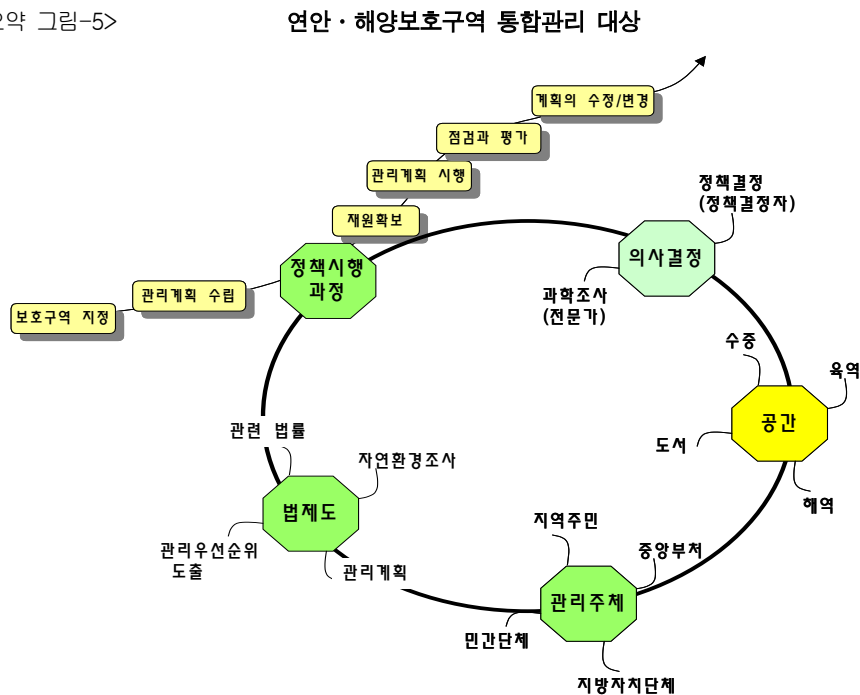 요약 그림-5>
연안·해양보호구역 통합관리 대상
계획의 수정/변경
점검과 평가
관리계획 시행
재원확보
정책시행
과정
관리계획 수립
보호구역 지정
정책결정
(정책결정자)
의사결정
과학조사
(전문가)
수중
육역
공간
도서
해역
관련 법률
자연환경조사
법제도
관리우선순위
도출
관리계획
지역주민
중앙부처
관리주체
민간단체
지방자치단체